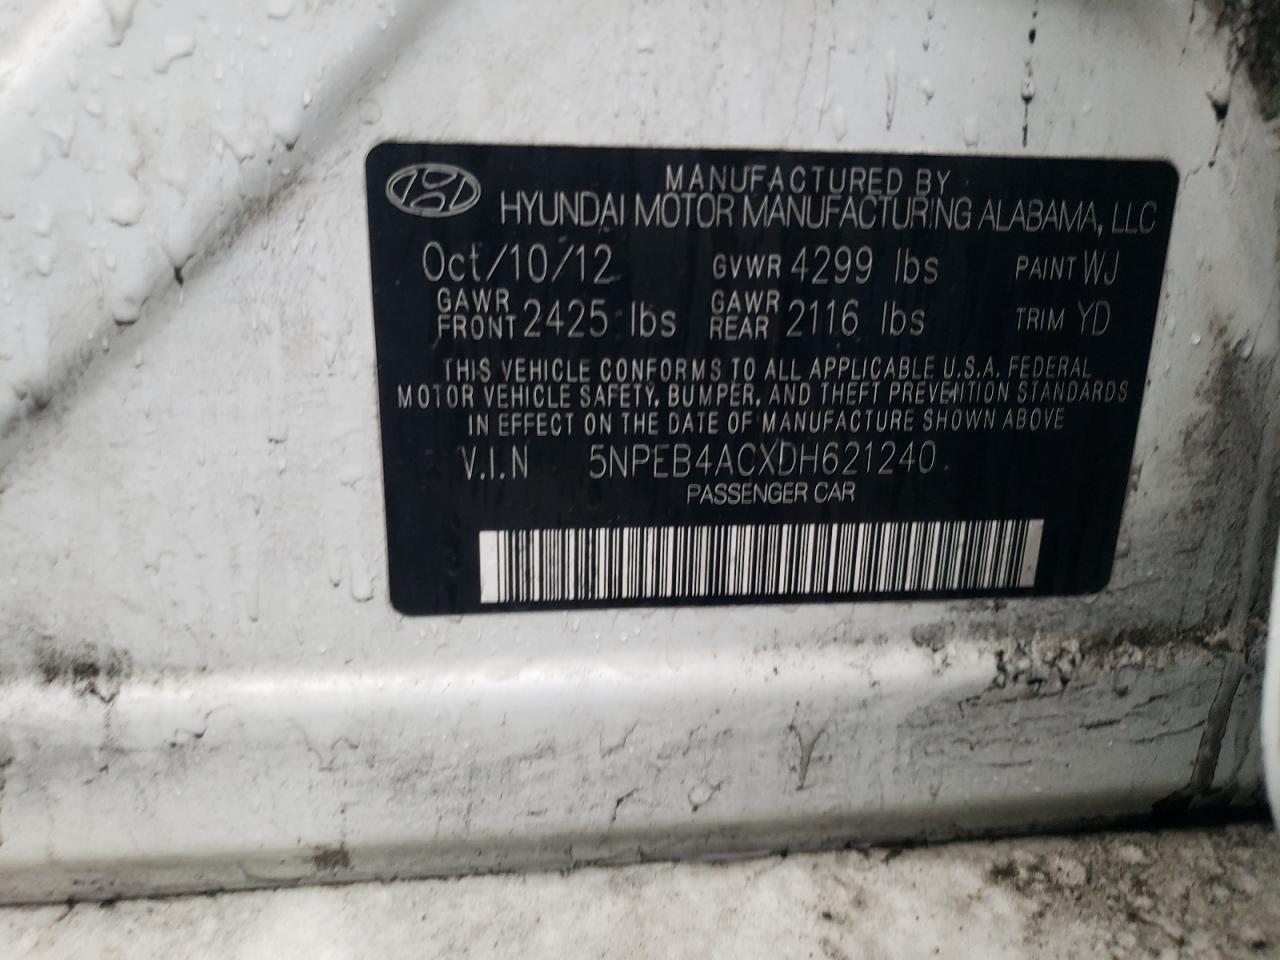 MANUFACTURED BY
HYUNDAI MOTOR MANUFACTURING ALABAMA, LLC
Oct/10/12 GVWR 4299 lbs PAINT WJ
GAWR FRONT 2425 lbs GAWR REAR 2116 lbs TRIM YD
THIS VEHICLE CONFORMS TO ALL APPLICABLE U.S.A. FEDERAL
MOTOR VEHICLE SAFETY, BUMPER, AND THEFT PREVENTION STANDARDS
IN EFFECT ON THE DATE OF MANUFACTURE SHOWN ABOVE
V.I.N 5NPEB4ACXDH621240
PASSENGER CAR